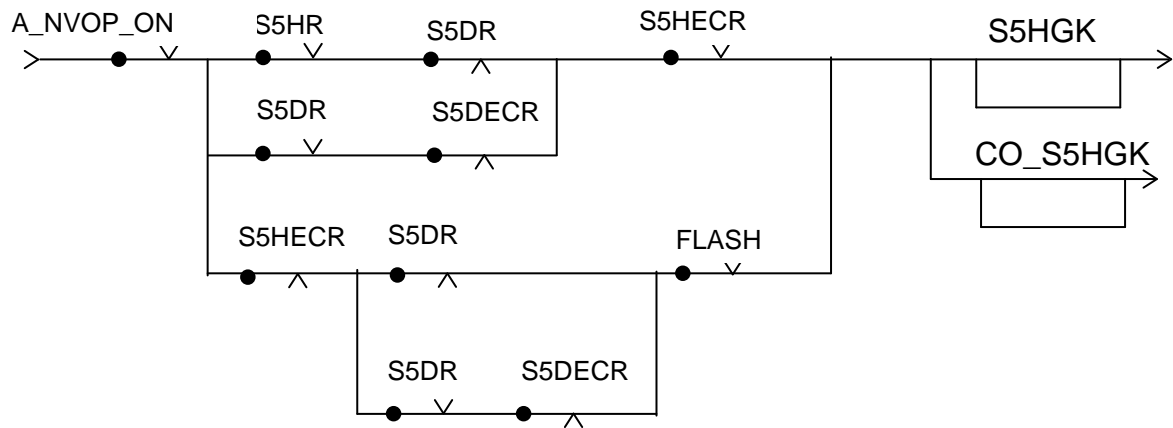 A_NVOP_ON S5HR S5DR S5HECR S5HGK
S5DR S5DECR
CO_S5HGK
S5HECR S5DR FLASH
S5DR S5DECR